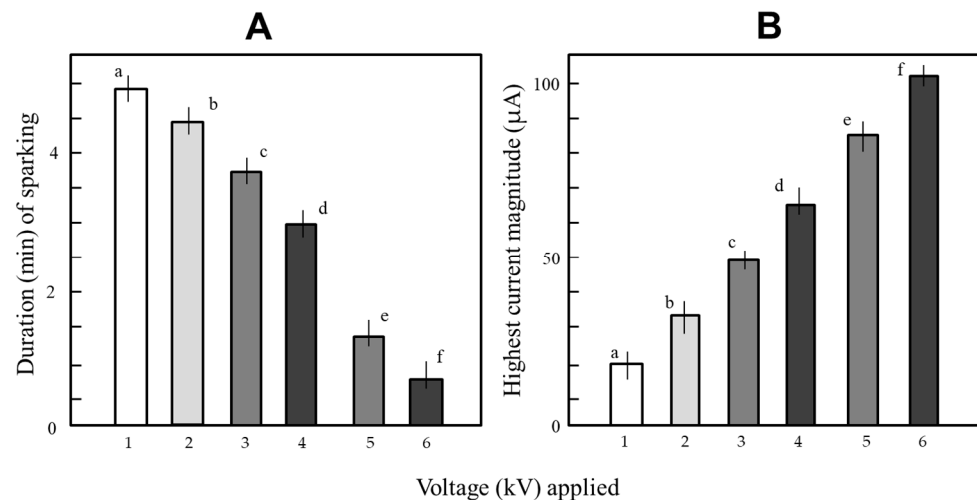 A
Duration (min) of sparking
4
2
0
a
b
c
d
e
f
1 2 3 4 5 6
B
Highest current magnitude (µA)
100
50
0
a
b
c
d
e
f
1 2 3 4 5 6
Voltage (kV) applied